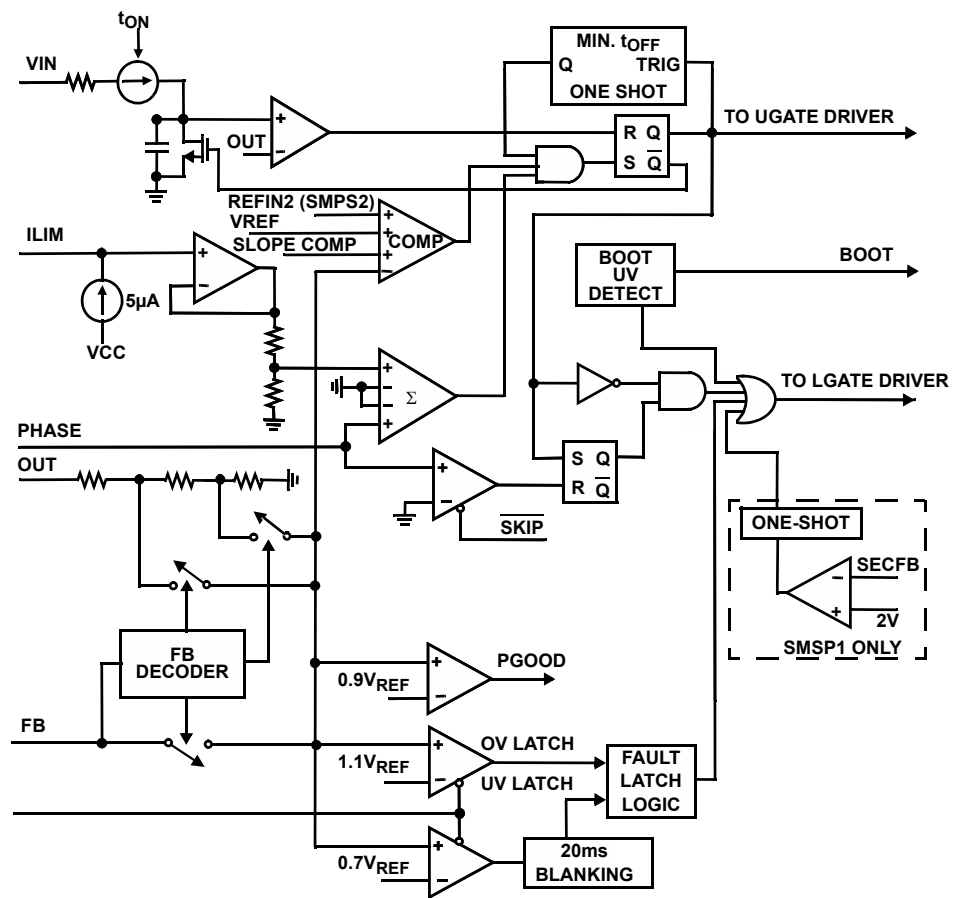 tON
VIN
MIN. tOFF
Q TRIG
ONE SHOT
+
OUT
−
R Q
S Q
TO UGATE DRIVER
REFIN2 (SMPS2)
VREF
SLOPE COMP
+
+
+
−
COMP
ILIM
+
−
5µA
VCC
BOOT
UV
DETECT
BOOT
+
−
−
+
Σ
TO LGATE DRIVER
PHASE
OUT
+
−
SKIP
S Q
R Q
ONE-SHOT
SECFB
−
+
2V
SMSP1 ONLY
FB
DECODER
+
−
0.9VREF
PGOOD
FB
+
−
1.1VREF
OV LATCH
UV LATCH
FAULT
LATCH
LOGIC
+
−
0.7VREF
20ms
BLANKING